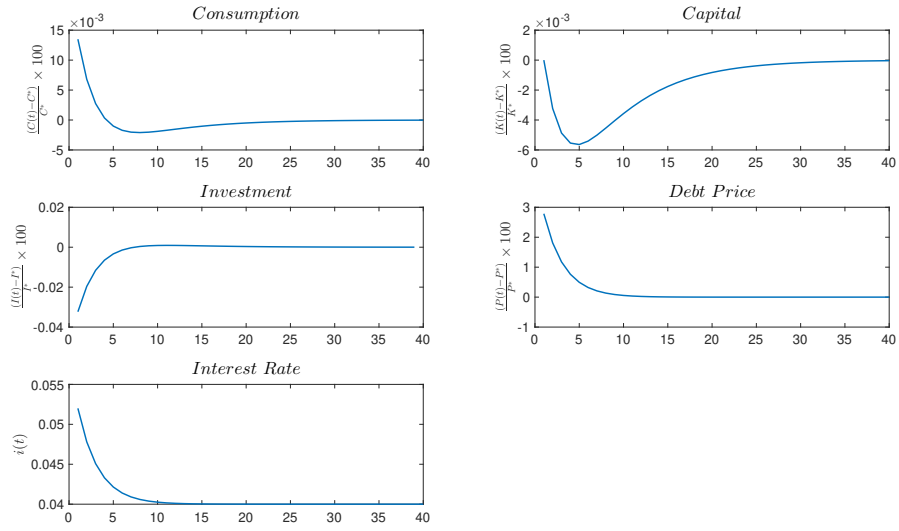 Consumption
×10⁻³
15
10
5
0
-5
(C(t)−C*)/C* × 100
0 5 10 15 20 25 30 35 40
Capital
×10⁻³
2
0
-2
-4
-6
(K(t)−K*)/K* × 100
0 5 10 15 20 25 30 35 40
Investment
0.02
0
-0.02
-0.04
(I(t)−I*)/I* × 100
0 5 10 15 20 25 30 35 40
Debt Price
3
2
1
0
-1
(P(t)−P*)/P* × 100
0 5 10 15 20 25 30 35 40
Interest Rate
0.055
0.05
0.045
0.04
i(t)
0 5 10 15 20 25 30 35 40